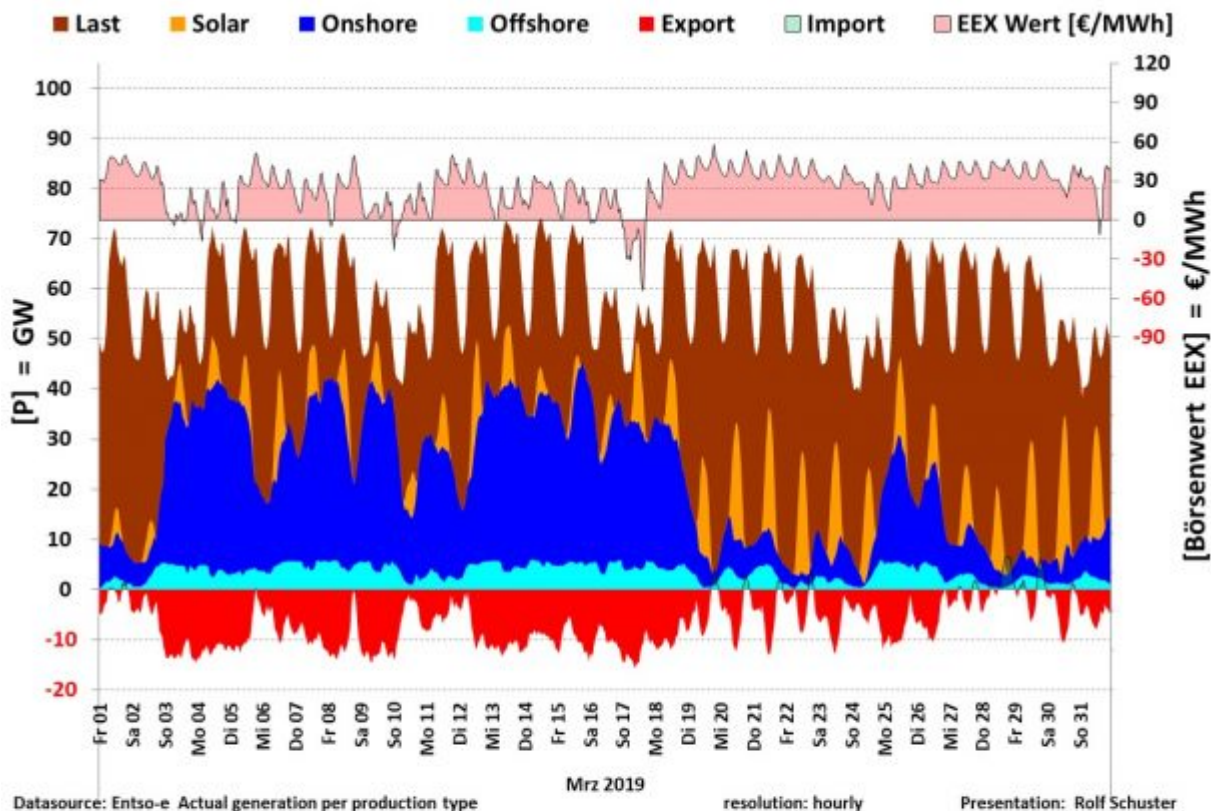 Last Solar Onshore Offshore Export Import EEX Wert [€/MWh]
100
90
80
70
60
50
40
30
20
10
0
-10
-20
[P] = GW
120
90
60
30
0
-30
-60
-90
[Börsenwert EEX] = €/MWh
Fr 01
Sa 02
So 03
Mo 04
Di 05
Mi 06
Do 07
Fr 08
Sa 09
So 10
Mo 11
Di 12
Mi 13
Do 14
Fr 15
Sa 16
So 17
Mo 18
Di 19
Mi 20
Do 21
Fr 22
Sa 23
So 24
Mo 25
Di 26
Mi 27
Do 28
Fr 29
Sa 30
So 31
Mrz 2019
Datasource: Entso-e Actual generation per production type resolution: hourly Presentation: Rolf Schuster